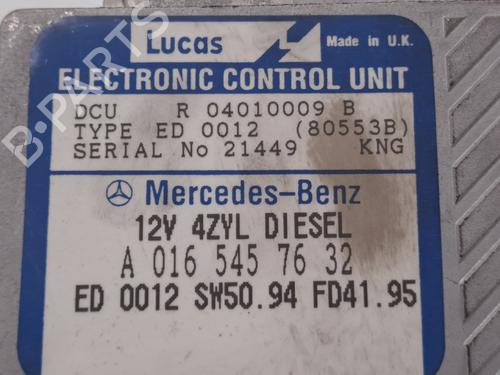 Lucas
Made in U.K.
ELECTRONIC CONTROL UNIT
DCU R 04010009 B
TYPE ED 0012 (80553B)
SERIAL No 21449 KNG
Mercedes-Benz
12V 4ZYL DIESEL
A 016 545 76 32
ED 0012 SW50.94 FD41.95
B-PARTS